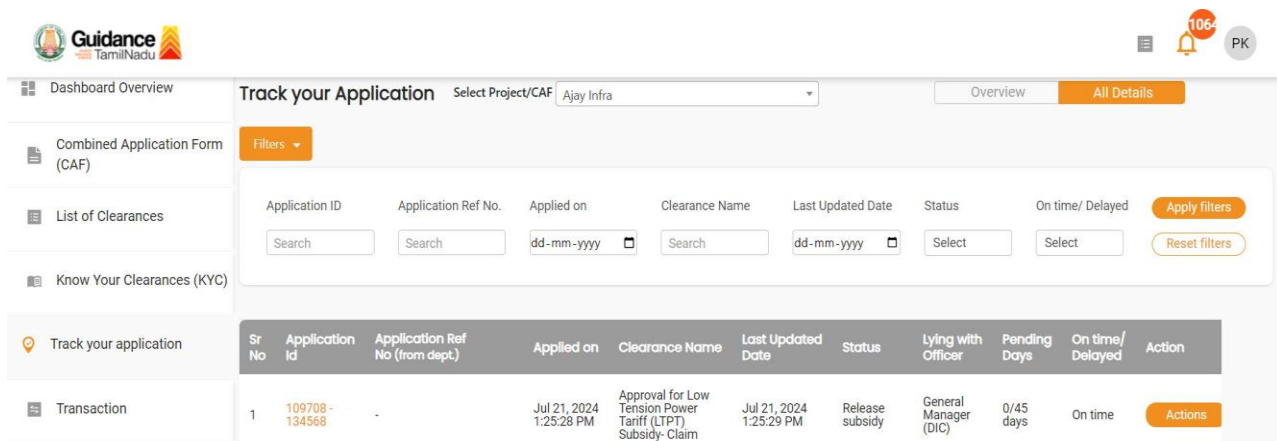 Guidance
TamilNadu
1064
PK
Dashboard Overview
Track your Application
Select Project/CAF
Ajay Infra
Overview
All Details
Combined Application Form
(CAF)
Filters
List of Clearances
Application ID
Application Ref No.
Applied on
Clearance Name
Last Updated Date
Status
On time/ Delayed
Apply filters
Search
Search
dd-mm-yyyy
Search
dd-mm-yyyy
Select
Select
Reset filters
Know Your Clearances (KYC)
Track your application
Sr
No
Application
Id
Application Ref
No (from dept.)
Applied on
Clearance Name
Last Updated
Date
Status
Lying with
Officer
Pending
Days
On time/
Delayed
Action
Transaction
1
109708 -
134568
-
Jul 21, 2024
1:25:28 PM
Approval for Low
Tension Power
Tariff (LTPT)
Subsidy- Claim
Jul 21, 2024
1:25:29 PM
Release
subsidy
General
Manager
(DIC)
0/45
days
On time
Actions